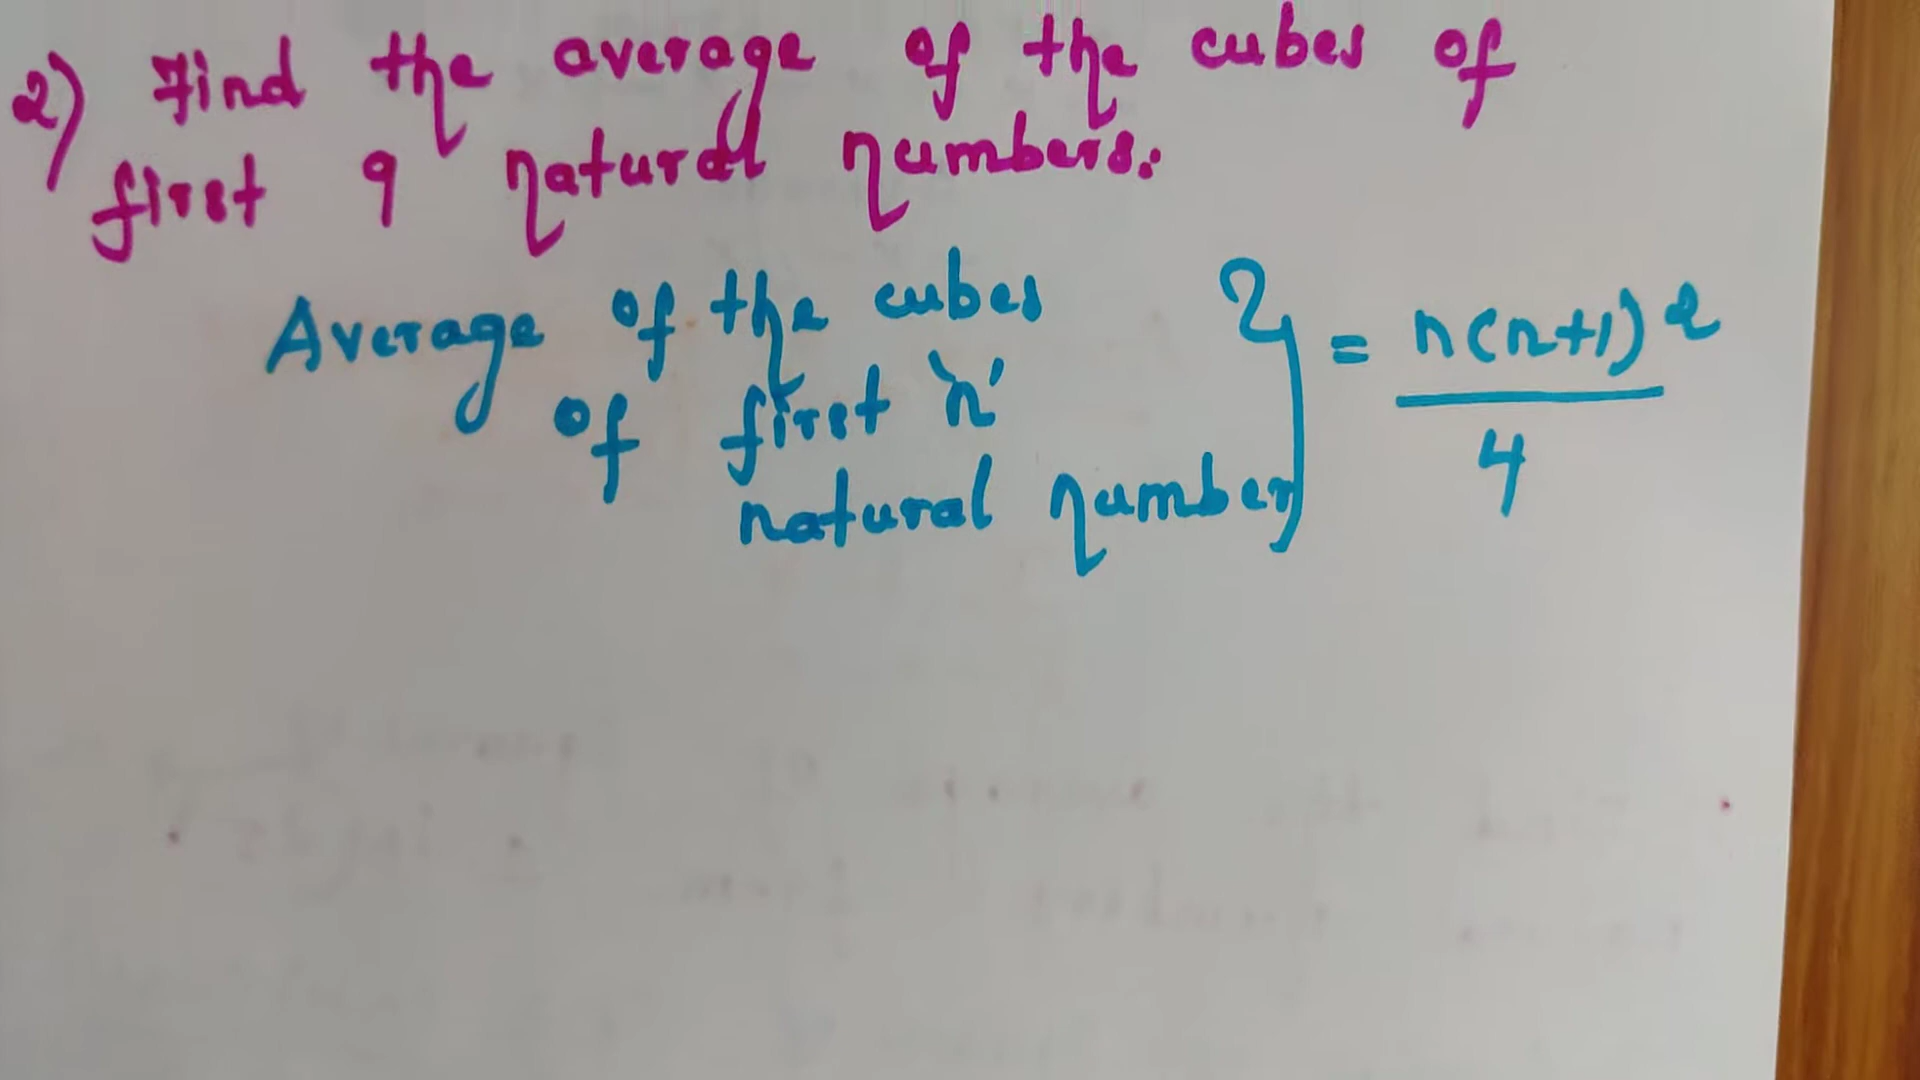 2) Find the average of the cubes of
first 9 natural numbers.
Average of the cubes
of first 'n'
natural number } = n(n+1)²
4